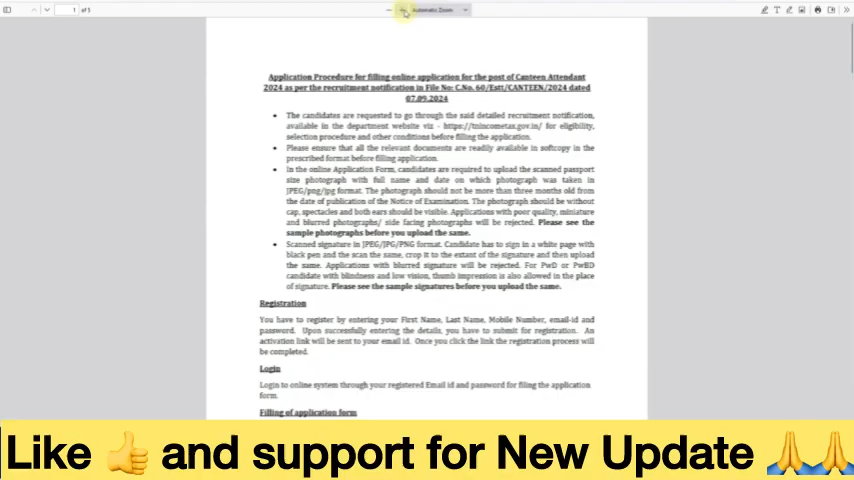 1 of 5
Automatic Zoom
Application Procedure for filling online application for the post of Canteen Attendant
2024 as per the recruitment notification in File No: C.No. 60/Estt/CANTEEN/2024 dated
07.09.2024
• The candidates are requested to go through the said detailed recruitment notification,
available in the department website viz - https://tnincometax.gov.in/ for eligibility,
selection procedure and other conditions before filling the application.
• Please ensure that all the relevant documents are readily available in softcopy in the
prescribed format before filling application.
• In the online Application Form, candidates are required to upload the scanned passport
size photograph with full name and date on which photograph was taken in
JPEG/png/jpg format. The photograph should not be more than three months old from
the date of publication of the Notice of Examination. The photograph should be without
cap, spectacles and both ears should be visible. Applications with poor quality, miniature
and blurred photographs/ side facing photographs will be rejected. Please see the
sample photographs before you upload the same.
• Scanned signature in JPEG/JPG/PNG format. Candidate has to sign in a white page with
black pen and the scan the same, crop it to the extent of the signature and then upload
the same. Applications with blurred signature will be rejected. For PwD or PwBD
candidate with blindness and low vision, thumb impression is also allowed in the place
of signature. Please see the sample signatures before you upload the same.
Registration
You have to register by entering your First Name, Last Name, Mobile Number, email-id and
password. Upon successfully entering the details, you have to submit for registration. An
activation link will be sent to your email id. Once you click the link the registration process will
be completed.
Login
Login to online system through your registered Email id and password for filing the application
form.
Filling of application form
Like 👍 and support for New Update 🙏🙏